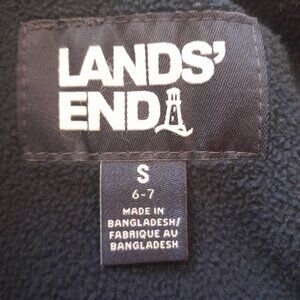 LANDS'
END
S
6-7
MADE IN
BANGLADESH/
FABRIQUE AU
BANGLADESH